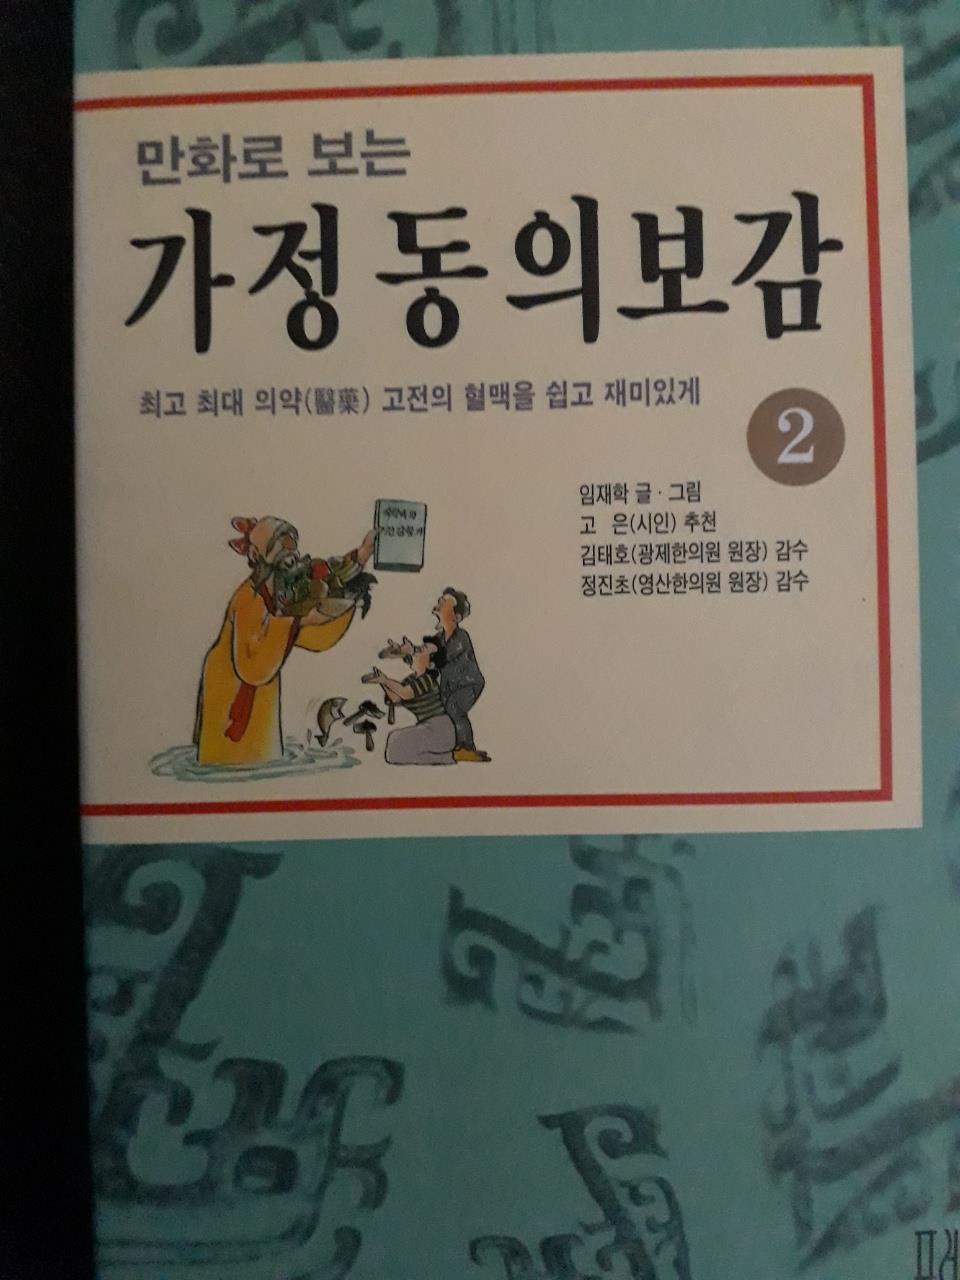 만화로 보는
가정 동의보감
최고 최대 의약(醫藥) 고전의 혈맥을 쉽고 재미있게
2
임재학 글·그림
고 은(시인) 추천
김태호(광제한의원 원장) 감수
정진초(영산한의원 원장) 감수